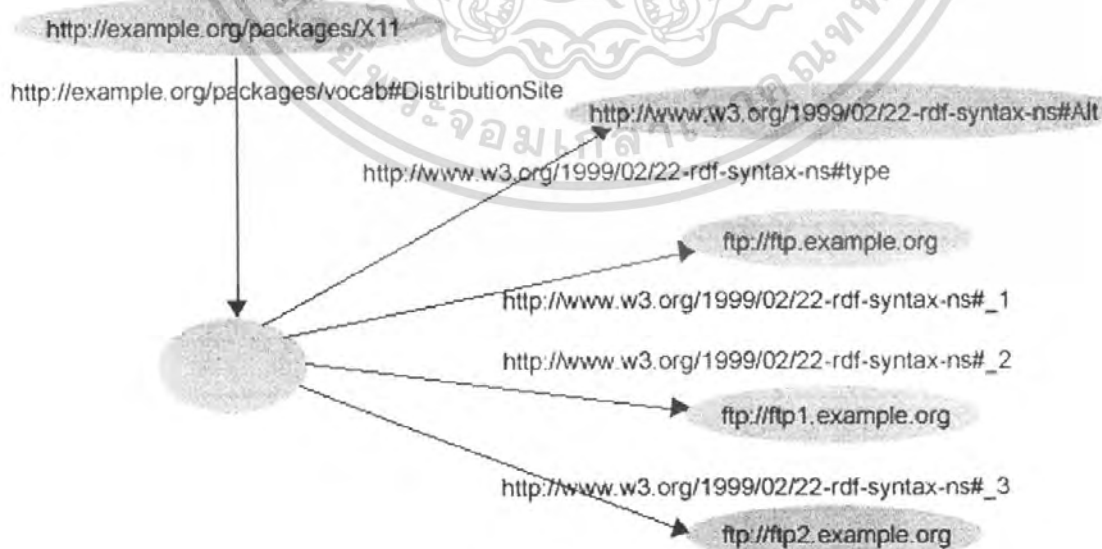 http://example.org/packages/X11
http://example.org/packages/vocab#DistributionSite
http://www.w3.org/1999/02/22-rdf-syntax-ns#Alt
http://www.w3.org/1999/02/22-rdf-syntax-ns#type
ftp://ftp.example.org
http://www.w3.org/1999/02/22-rdf-syntax-ns#_1
http://www.w3.org/1999/02/22-rdf-syntax-ns#_2
ftp://ftp1.example.org
http://www.w3.org/1999/02/22-rdf-syntax-ns#_3
ftp://ftp2.example.org